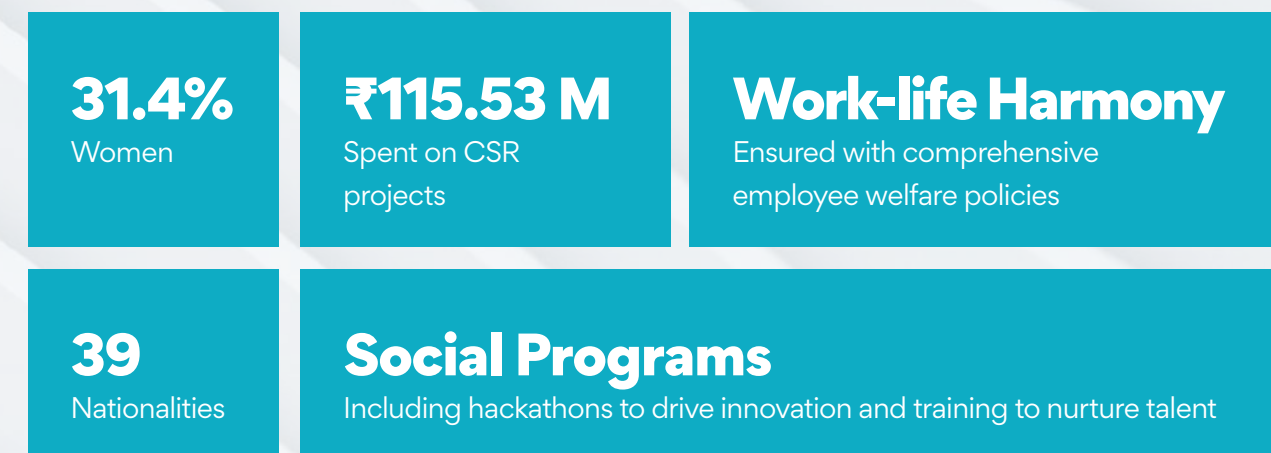 31.4%
Women
₹115.53 M
Spent on CSR
projects
Work-life Harmony
Ensured with comprehensive
employee welfare policies
39
Nationalities
Social Programs
Including hackathons to drive innovation and training to nurture talent